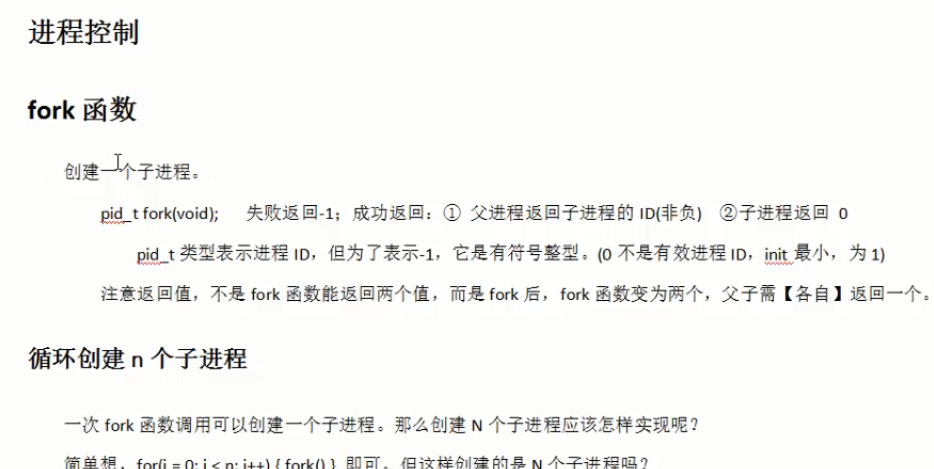 进程控制
fork 函数
创建一个子进程。
pid_t fork(void); 失败返回-1；成功返回：① 父进程返回子进程的 ID(非负) ②子进程返回 0
pid_t 类型表示进程 ID，但为了表示-1，它是有符号整型。(0 不是有效进程 ID，init 最小，为 1)
注意返回值，不是 fork 函数能返回两个值，而是 fork 后，fork 函数变为两个，父子需【各自】返回一个。
循环创建 n 个子进程
一次 fork 函数调用可以创建一个子进程。那么创建 N 个子进程应该怎样实现呢？
简单想，for(i = 0; i < n; i++) { fork() } 即可。但这样创建的是 N 个子进程吗？